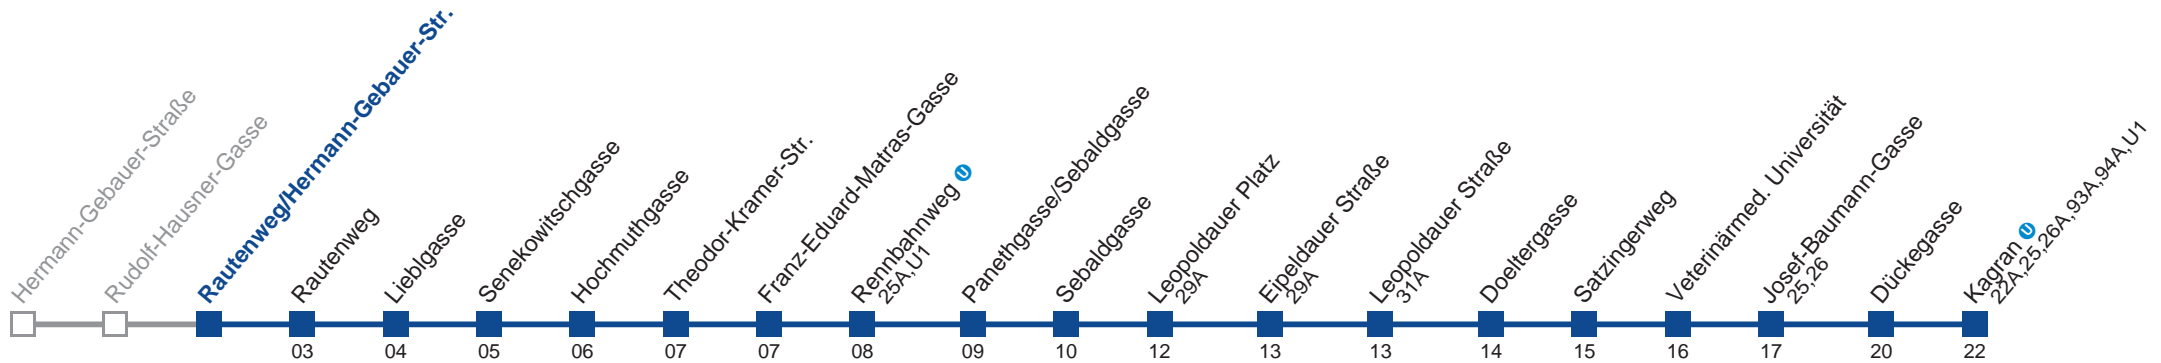 Hermann-Gebauer-Straße
Rudolf-Hausner-Gasse
Rautenweg/Hermann-Gebauer-Str.
Rautenweg
Lieblgasse
Senekowitschgasse
Hochmuthgasse
Theodor-Kramer-Str.
Franz-Eduard-Matras-Gasse
Rennbahnweg U
25A,U1
Panethgasse/Sebaldgasse
Sebaldgasse
Leopoldauer Platz
29A
Eipeldauer Straße
29A
Leopoldauer Straße
31A
Doeltergasse
Satzingerweg
Veterinärmed. Universität
Josef-Baumann-Gasse
25,26
Dückegasse
Kagran U
22A,25,26A,93A,94A,U1
03 04 05 06 07 07 08 09 10 12 13 13 14 15 16 17 20 22